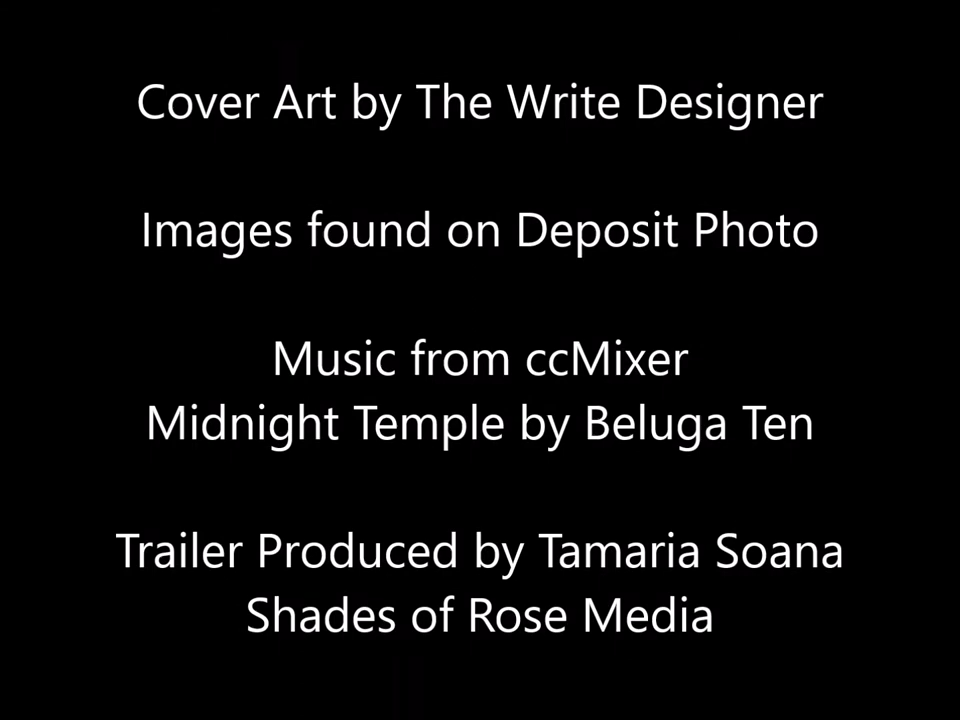 Cover Art by The Write Designer
Images found on Deposit Photo
Music from ccMixer
Midnight Temple by Beluga Ten
Trailer Produced by Tamaria Soana
Shades of Rose Media